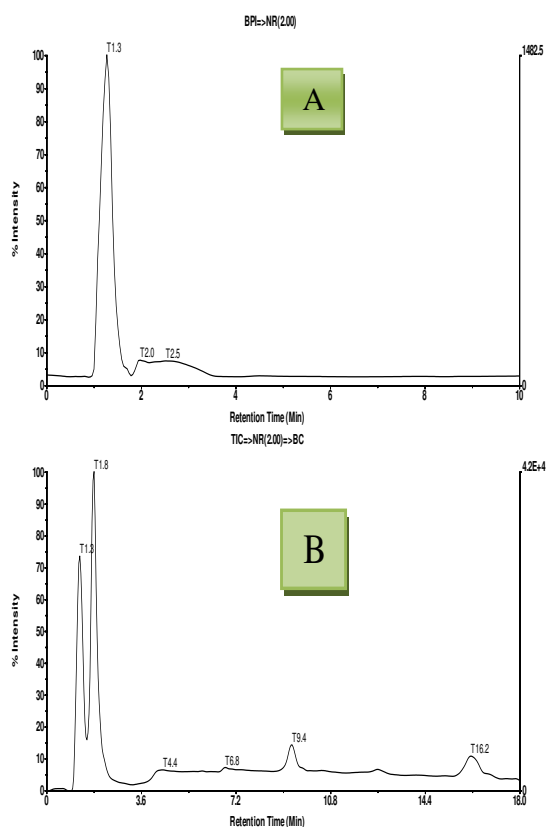 BPI=>NR(2.00)
100
90
80
70
60
50
40
30
20
10
0
% Intensity
T1.3
T2.0
T2.5
A
1482.5
0
0
2
4
6
8
10
Retention Time (Min)
TIC=>NR(2.00)=>BC
100
90
80
70
60
50
40
30
20
10
0
% Intensity
T1.3
T1.8
T4.4
T6.8
T9.4
T16.2
B
4.2E+4
0
0
3.6
7.2
10.8
14.4
18.0
Retention Time (Min)